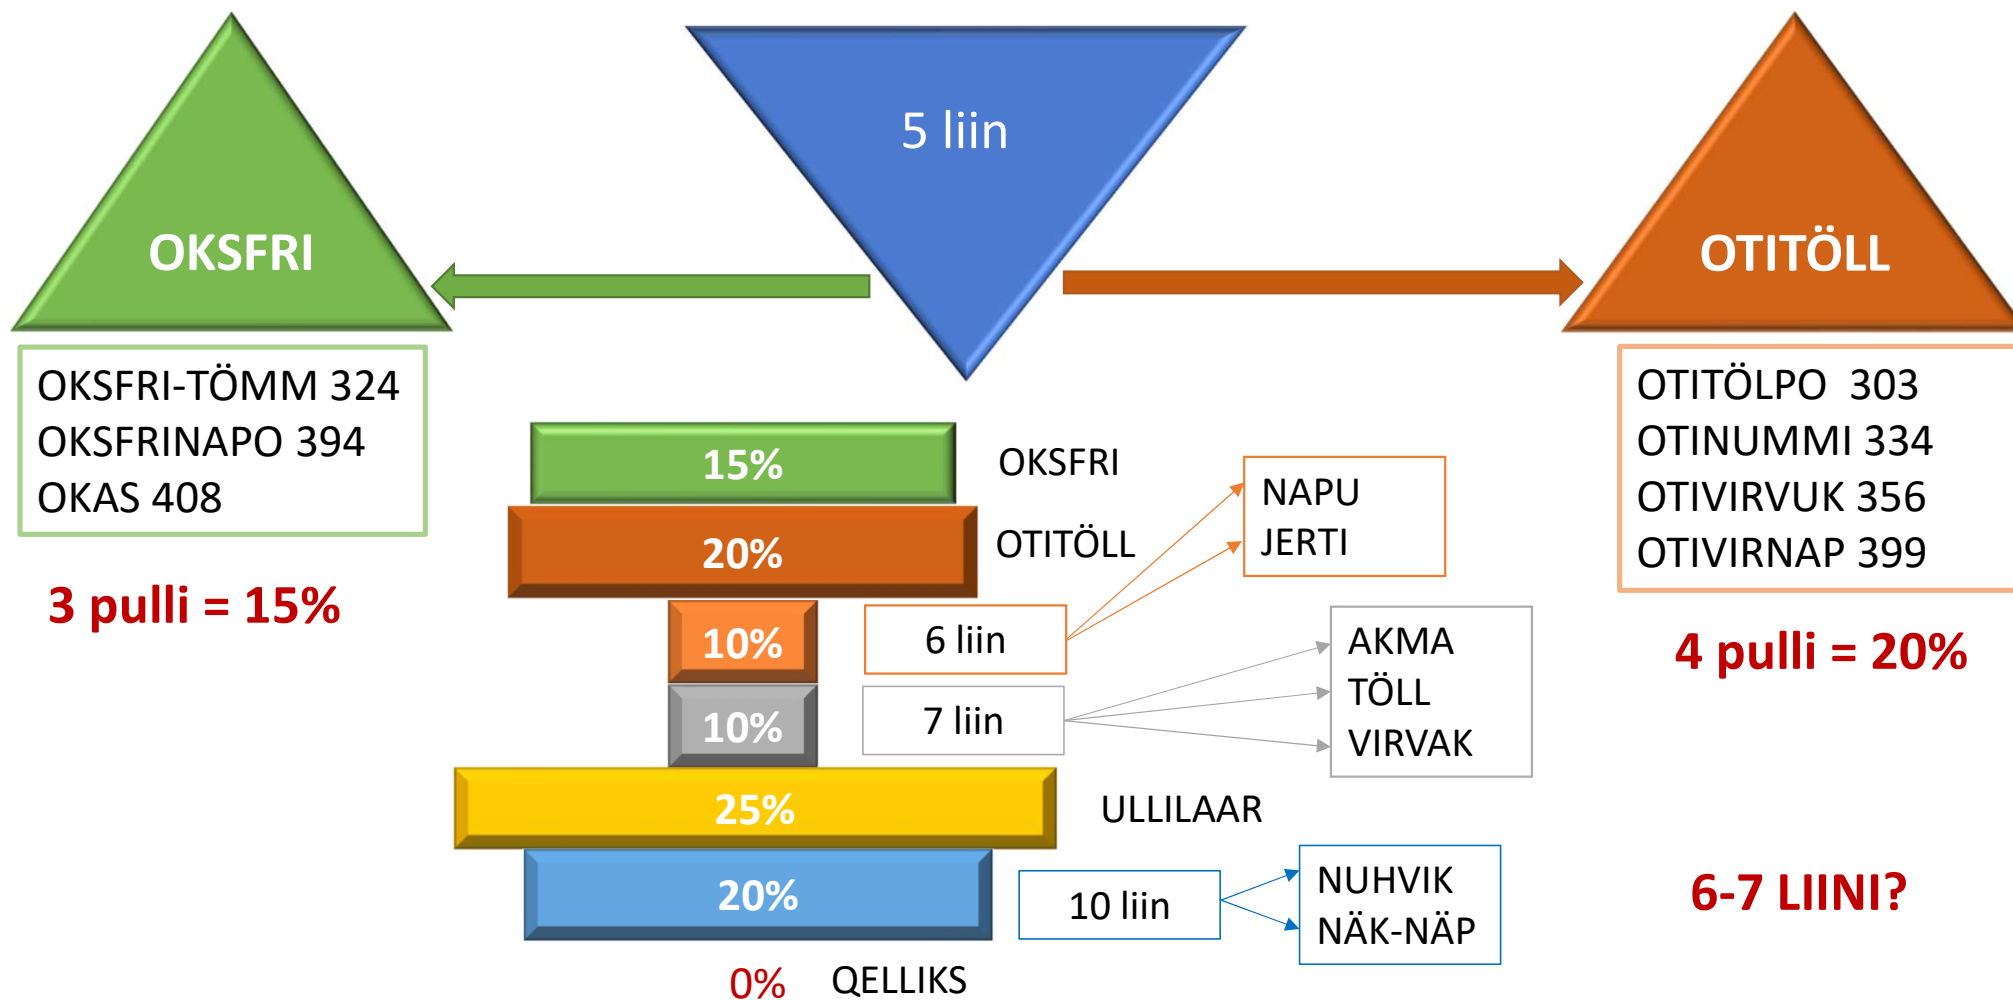 5 liin
OKSFRI
OTITÖLL
OKSFRI-TÖMM 324
OKSFRINAPO 394
OKAS 408
3 pulli = 15%
OTITÖLPO 303
OTINUMMI 334
OTIVIRVUK 356
OTIVIRNAP 399
4 pulli = 20%
15%
OKSFRI
20%
OTITÖLL
10%
6 liin
NAPU
JERTI
10%
7 liin
AKMA
TÖLL
VIRVAK
25%
ULLILAAR
20%
10 liin
NUHVIK
NÄK-NÄP
0%
QELLIKS
6-7 LIINI?